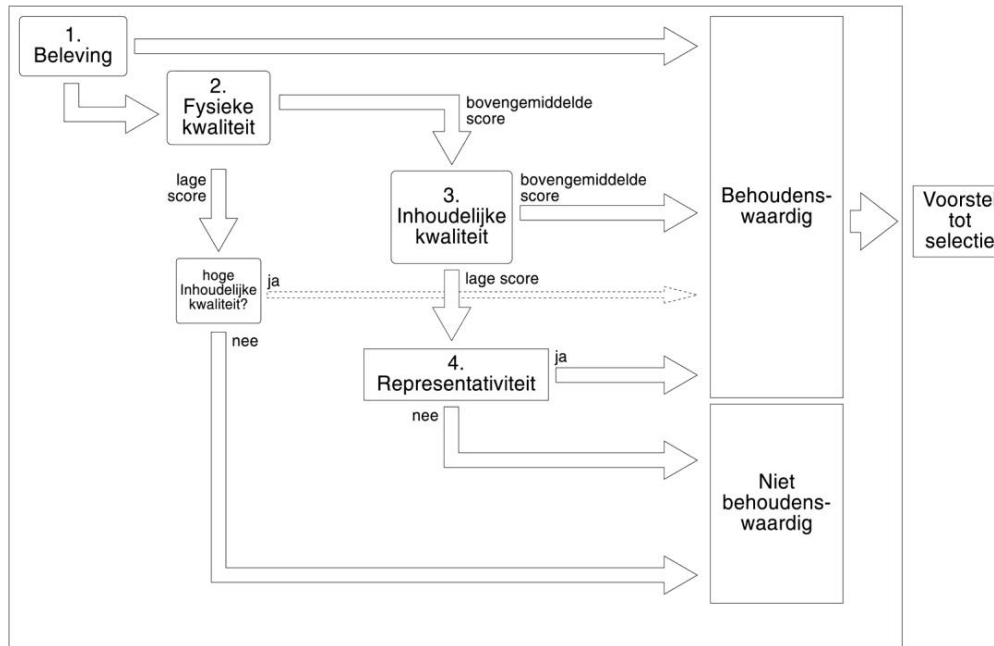 1.
Beleving
2.
Fysieke
kwaliteit
bovengemiddelde
score
lage
score
3.
Inhoudelijke
kwaliteit
bovengemiddelde
score
Behoudens-
waardig
Voorstel
tot
selectie
hoge
Inhoudelijke
kwaliteit?
ja
lage score
nee
4.
Representativiteit
ja
nee
Niet
behoudens-
waardig